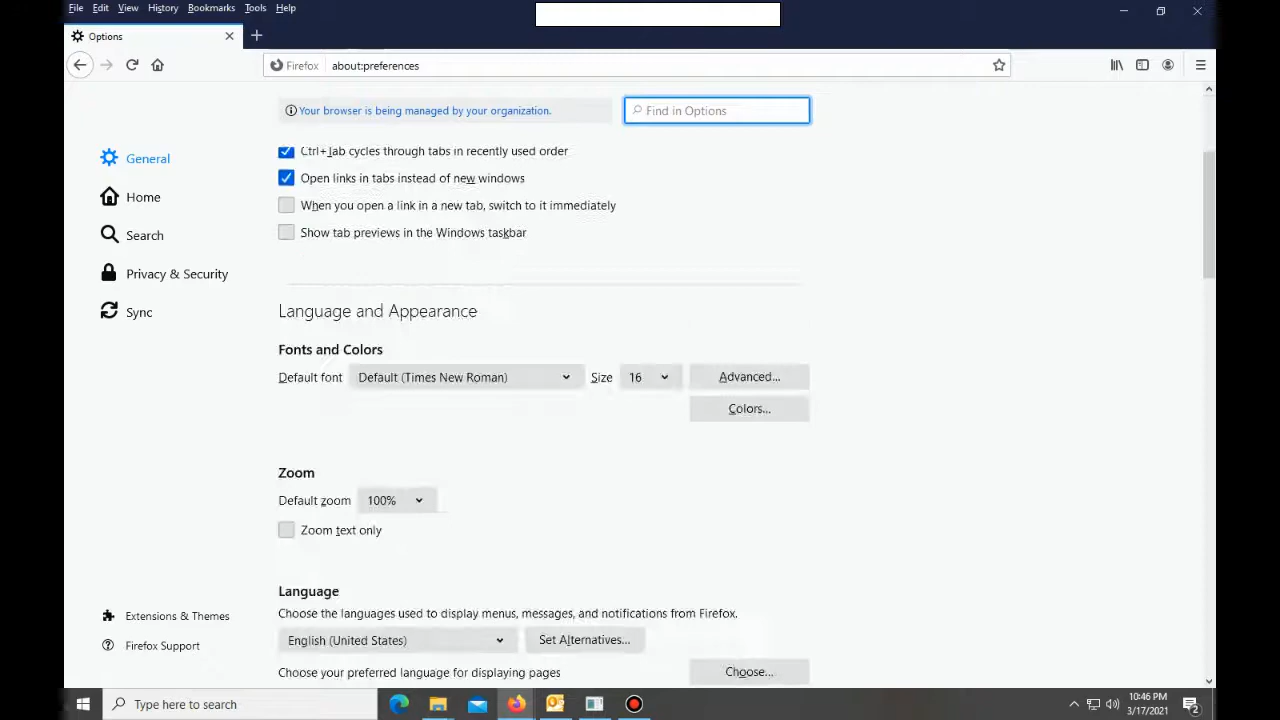 File Edit View History Bookmarks Tools Help
Options
Firefox about:preferences
Your browser is being managed by your organization.
Find in Options
General
Home
Search
Privacy & Security
Sync
Extensions & Themes
Firefox Support
Ctrl+Tab cycles through tabs in recently used order
Open links in tabs instead of new windows
When you open a link in a new tab, switch to it immediately
Show tab previews in the Windows taskbar
Language and Appearance
Fonts and Colors
Default font Default (Times New Roman) Size 16 Advanced...
Colors...
Zoom
Default zoom 100%
Zoom text only
Language
Choose the languages used to display menus, messages, and notifications from Firefox.
English (United States) Set Alternatives...
Choose your preferred language for displaying pages Choose...
Type here to search
10:46 PM
3/17/2021
2